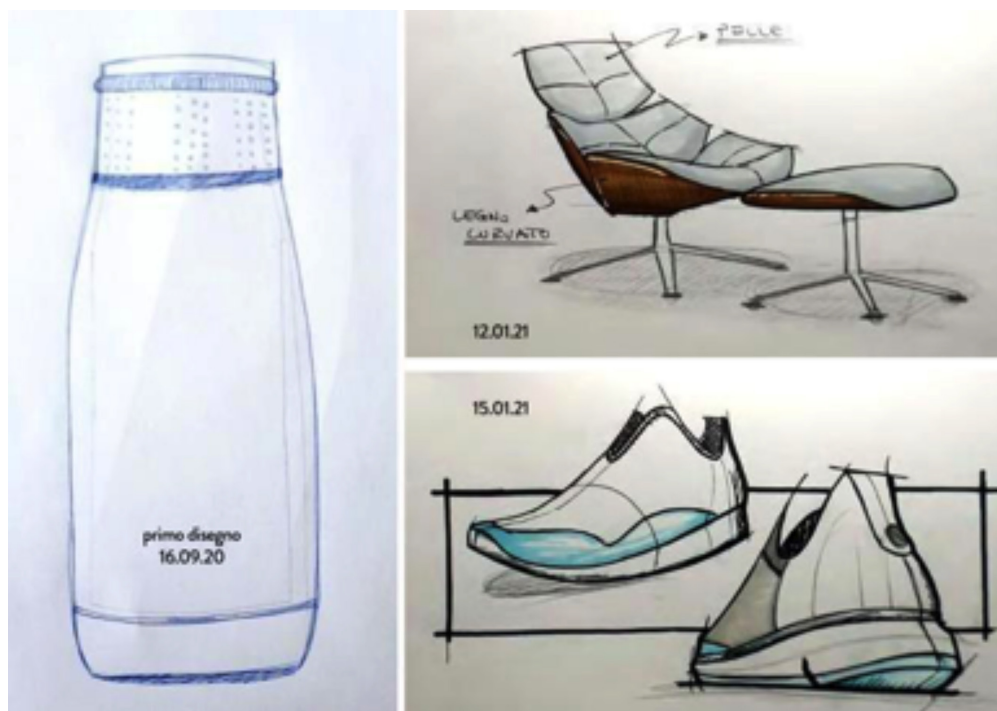 primo disegno
16.09.20
PELLE
LEGNO
CURVATO
12.01.21
15.01.21